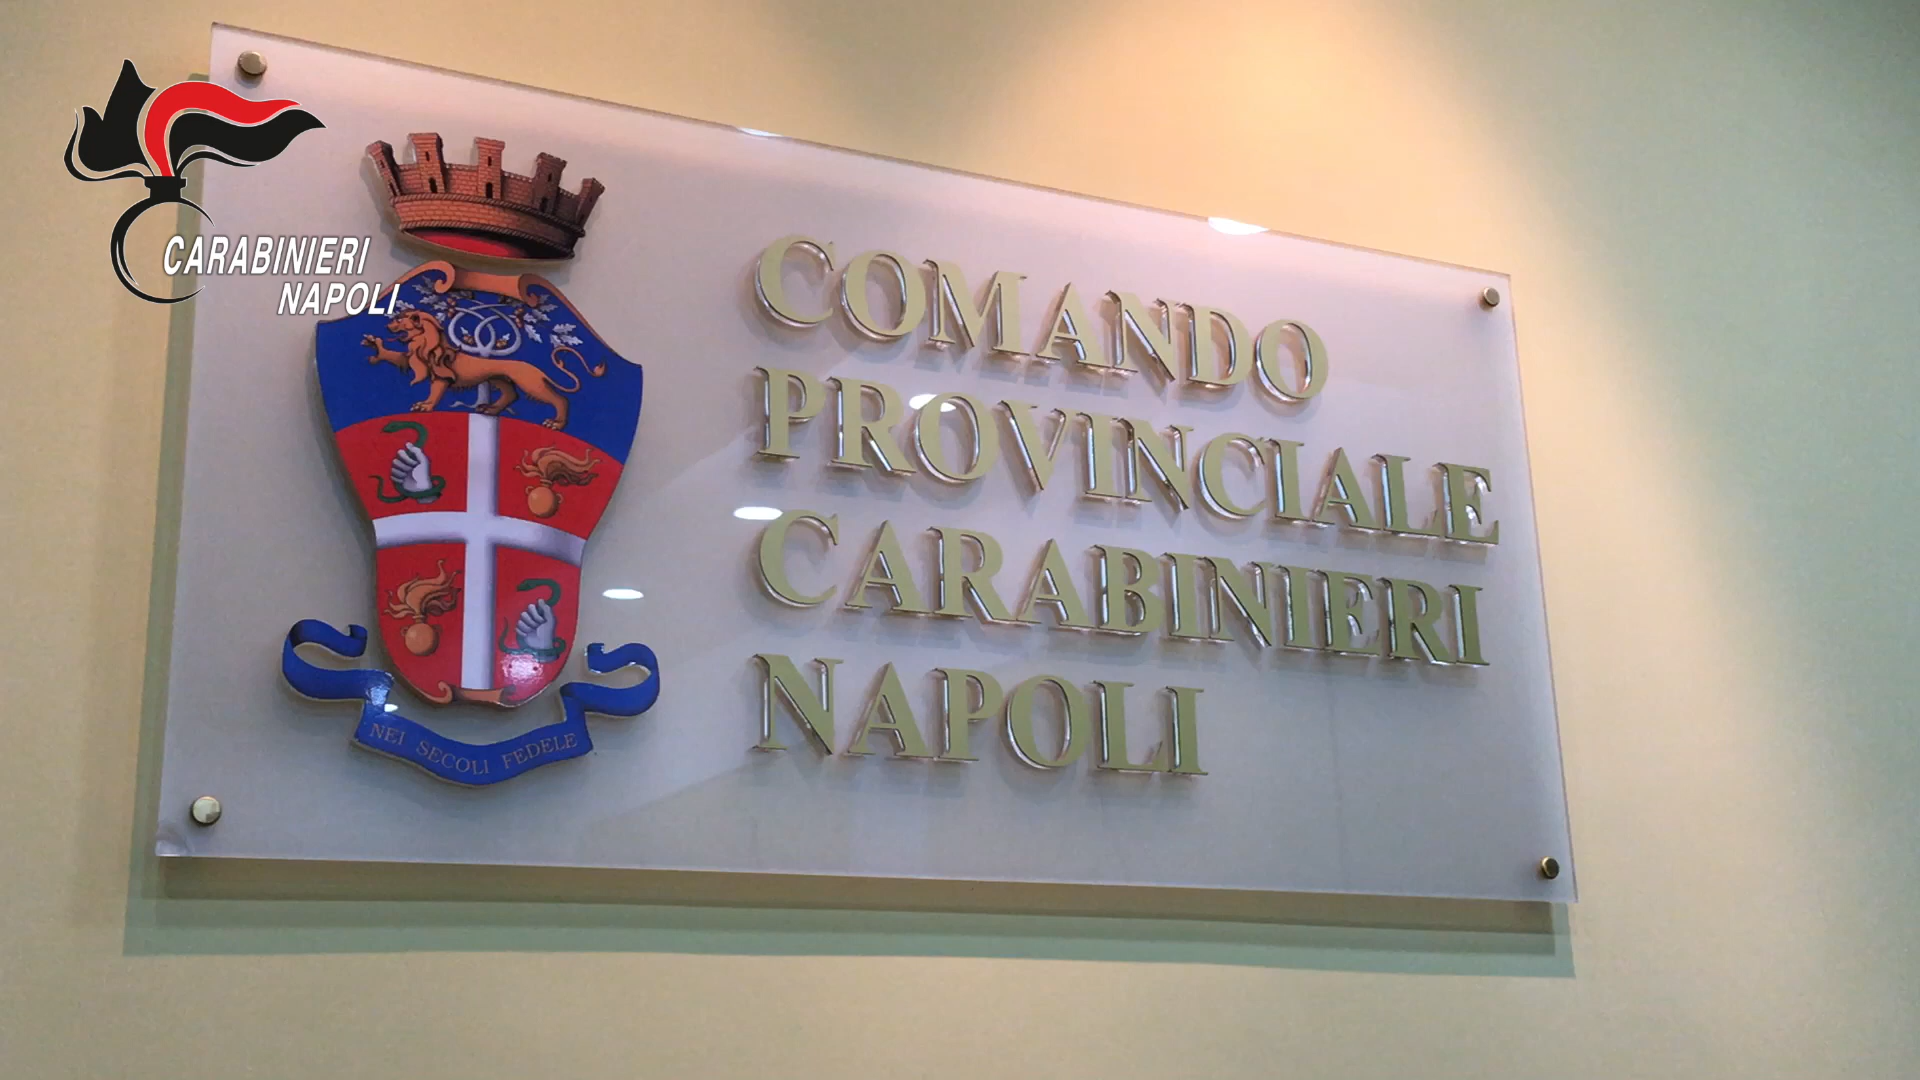 CARABINIERI
NAPOLI
COMANDO
PROVINCIALE
CARABINIERI
NAPOLI
NEI SECOLI FEDELE